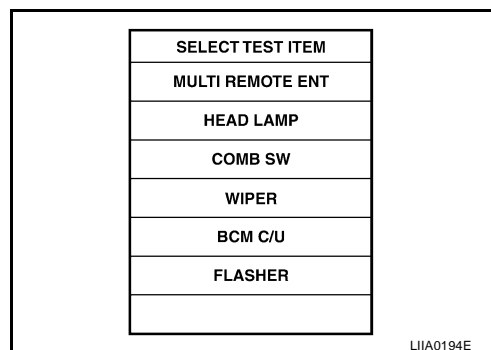 SELECT TEST ITEM
MULTI REMOTE ENT
HEAD LAMP
COMB SW
WIPER
BCM C/U
FLASHER
LIIA0194E